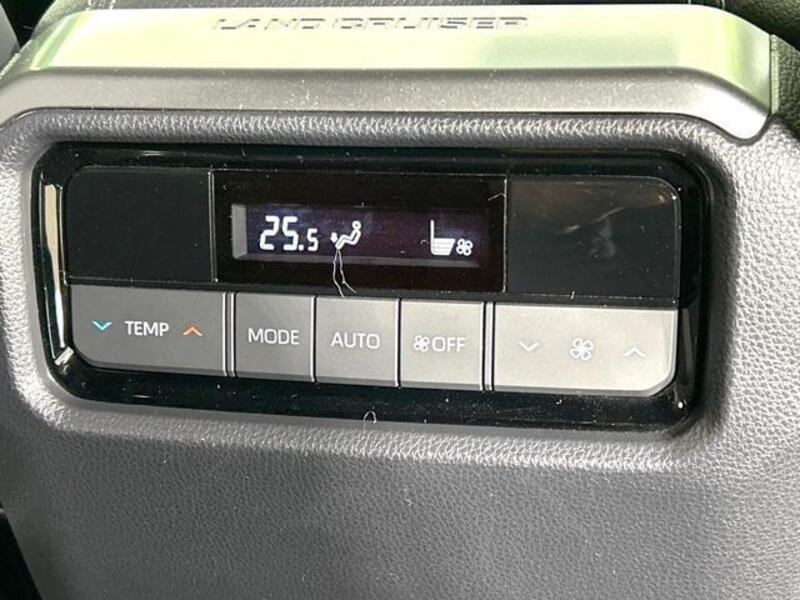 LAND CRUISER
25.5
TEMP MODE AUTO OFF